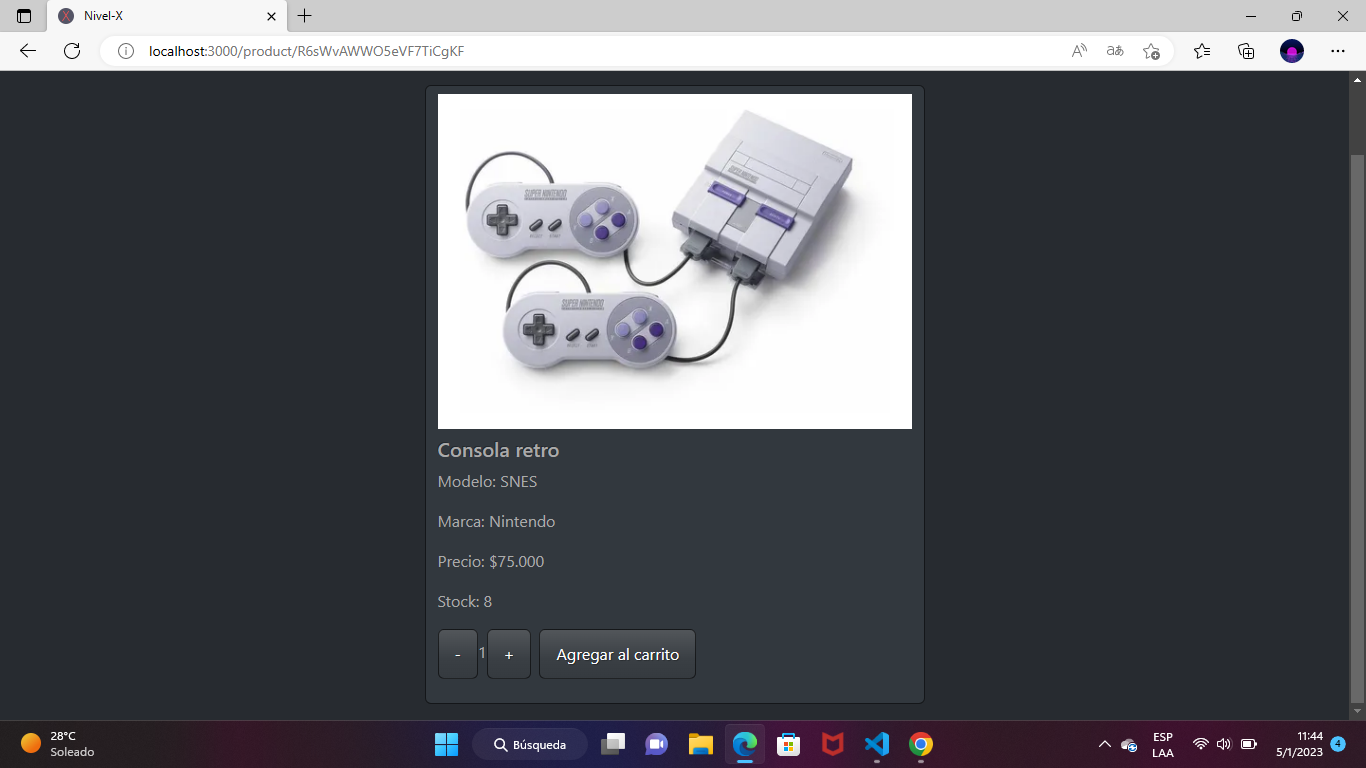 Nivel-X
localhost:3000/product/R6sWvAWWO5eVF7TiCgKF
SUPER NINTENDO
SUPER NINTENDO
Consola retro
Modelo: SNES
Marca: Nintendo
Precio: $75.000
Stock: 8
- 1 + Agregar al carrito
28°C
Soleado
Búsqueda
ESP
LAA
11:44
5/1/2023
4